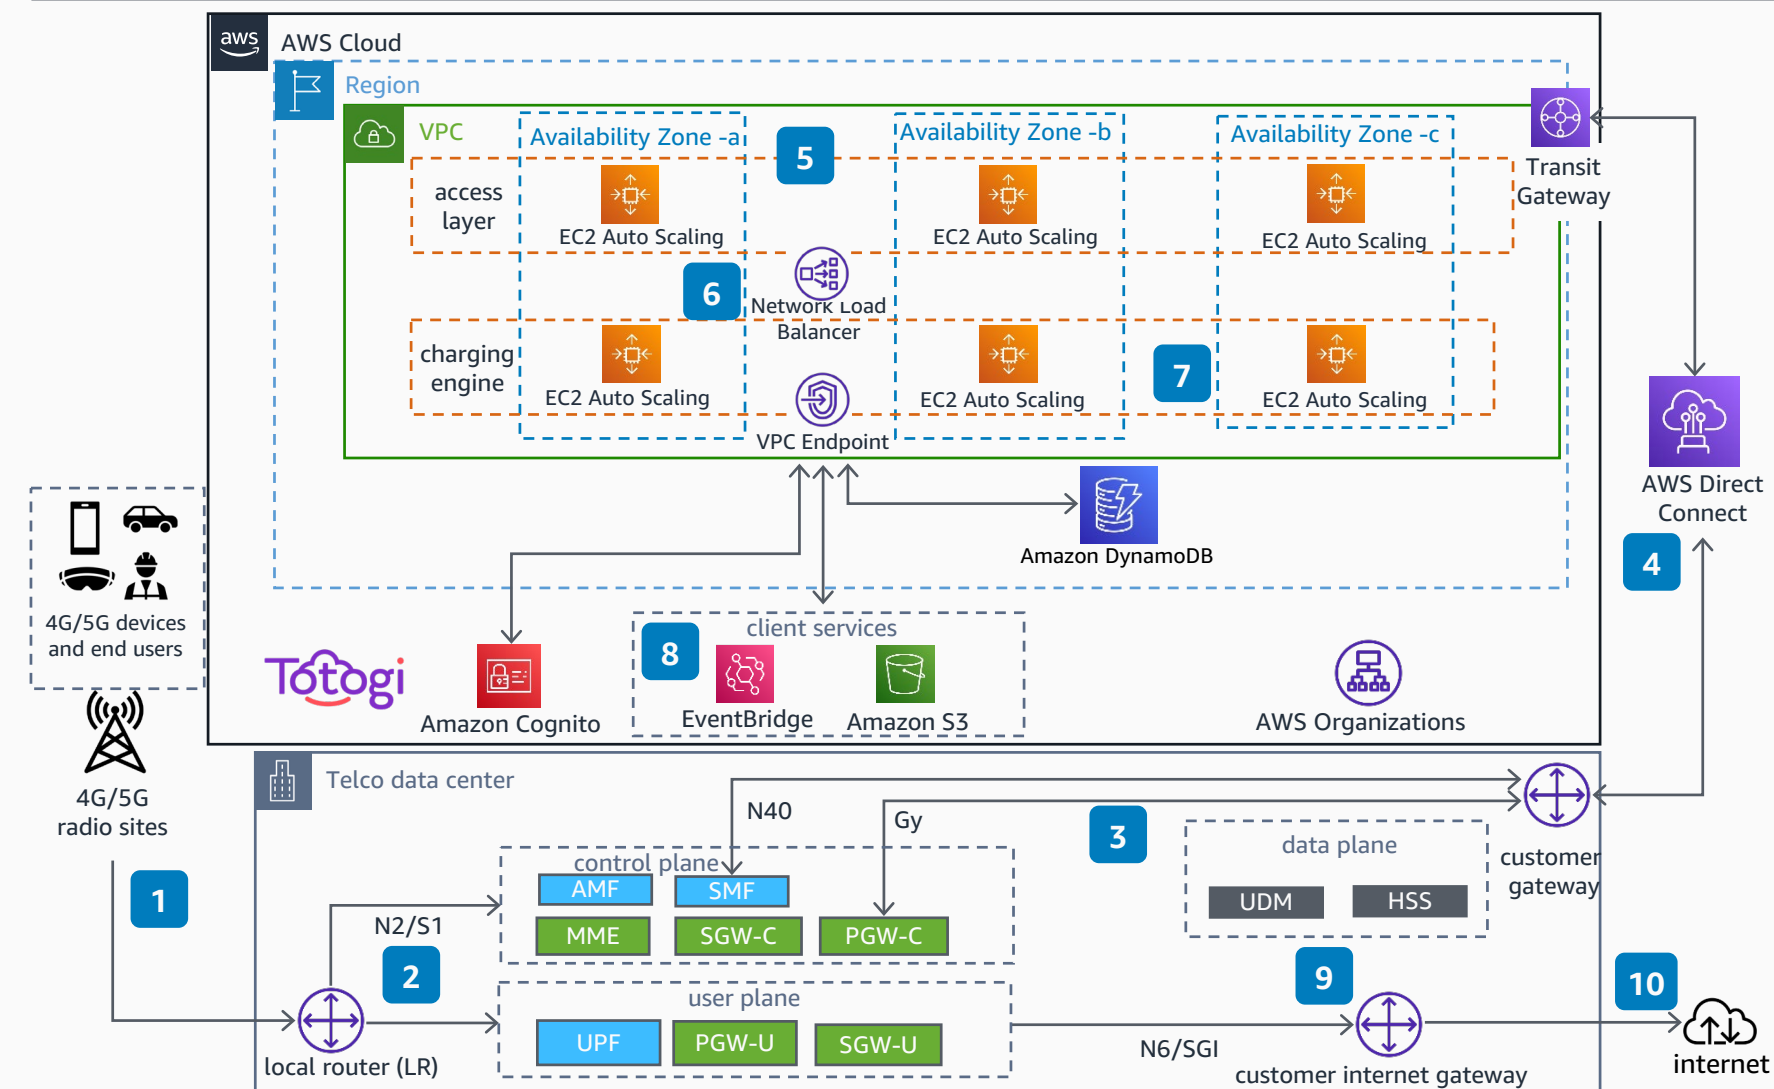 aws
AWS Cloud
Region
VPC
Availability Zone -a
5
Availability Zone -b
Availability Zone -c
Transit
Gateway
access
layer
EC2 Auto Scaling
EC2 Auto Scaling
EC2 Auto Scaling
6
Network Load
Balancer
charging
engine
EC2 Auto Scaling
EC2 Auto Scaling
7
EC2 Auto Scaling
VPC Endpoint
AWS Direct
Connect
4
Amazon DynamoDB
4G/5G devices
and end users
Totogi
Amazon Cognito
client services
8
EventBridge
Amazon S3
AWS Organizations
4G/5G
radio sites
1
Telco data center
N40
Gy
3
customer
gateway
data plane
UDM
HSS
control plane
AMF
SMF
MME
SGW-C
PGW-C
N2/S1
2
local router (LR)
user plane
UPF
PGW-U
SGW-U
N6/SGI
9
customer internet gateway
10
internet